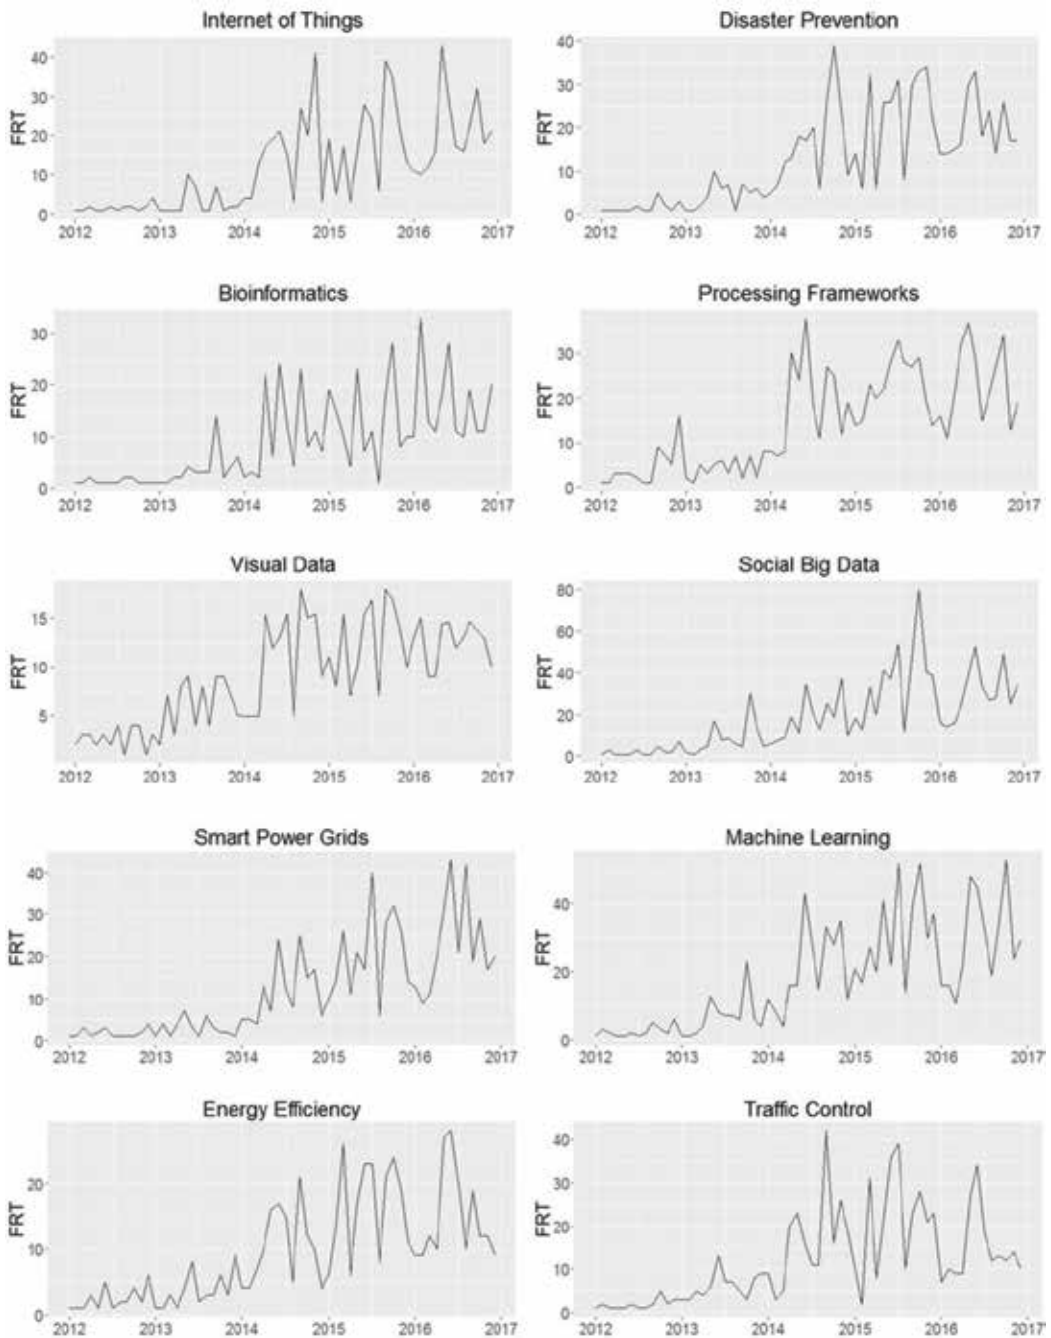 Internet of Things
FRT
40
30
20
10
0
2012 2013 2014 2015 2016 2017
Disaster Prevention
FRT
40
30
20
10
0
2012 2013 2014 2015 2016 2017
Bioinformatics
FRT
30
20
10
0
2012 2013 2014 2015 2016 2017
Processing Frameworks
FRT
30
20
10
0
2012 2013 2014 2015 2016 2017
Visual Data
FRT
15
10
5
2012 2013 2014 2015 2016 2017
Social Big Data
FRT
80
60
40
20
0
2012 2013 2014 2015 2016 2017
Smart Power Grids
FRT
40
30
20
10
0
2012 2013 2014 2015 2016 2017
Machine Learning
FRT
40
20
0
2012 2013 2014 2015 2016 2017
Energy Efficiency
FRT
20
10
0
2012 2013 2014 2015 2016 2017
Traffic Control
FRT
40
30
20
10
0
2012 2013 2014 2015 2016 2017